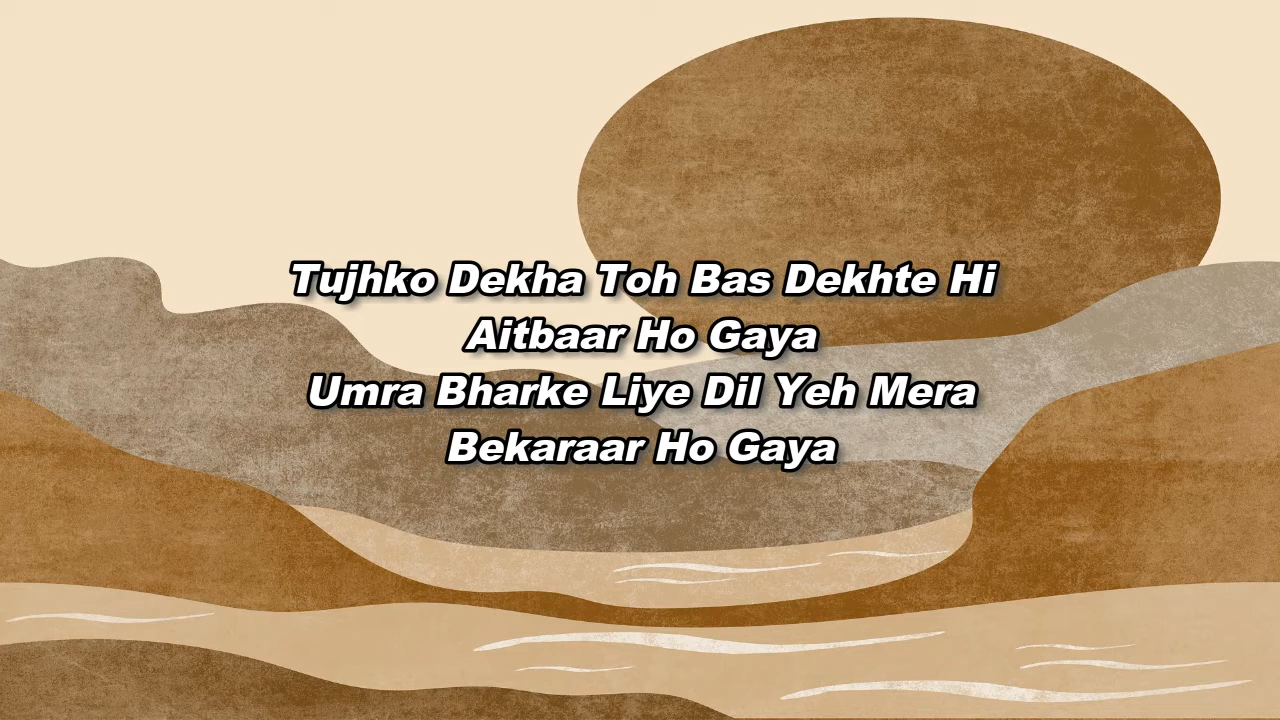 Tujhko Dekha Toh Bas Dekhte Hi
Aitbaar Ho Gaya
Umra Bharke Liye Dil Yeh Mera
Bekaraar Ho Gaya